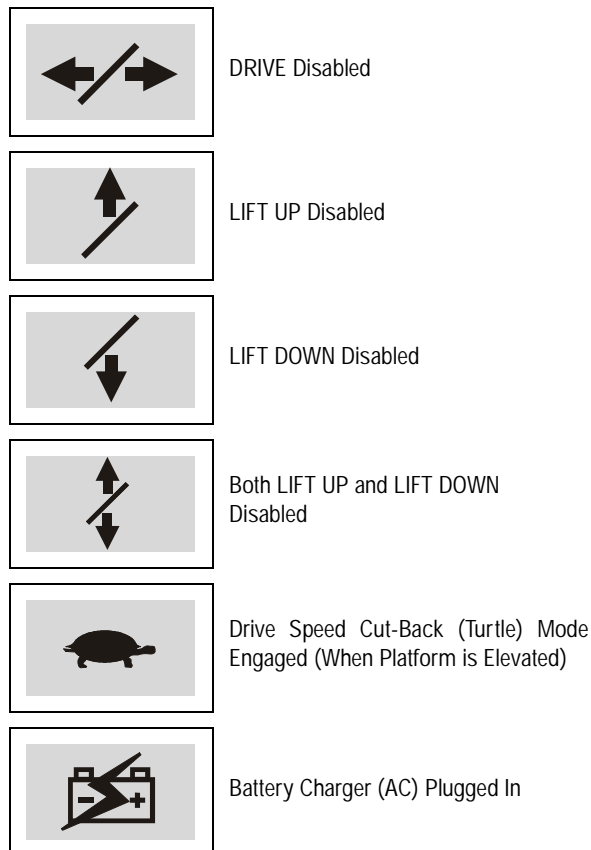 DRIVE Disabled
LIFT UP Disabled
LIFT DOWN Disabled
Both LIFT UP and LIFT DOWN
Disabled
Drive Speed Cut-Back (Turtle) Mode
Engaged (When Platform is Elevated)
Battery Charger (AC) Plugged In